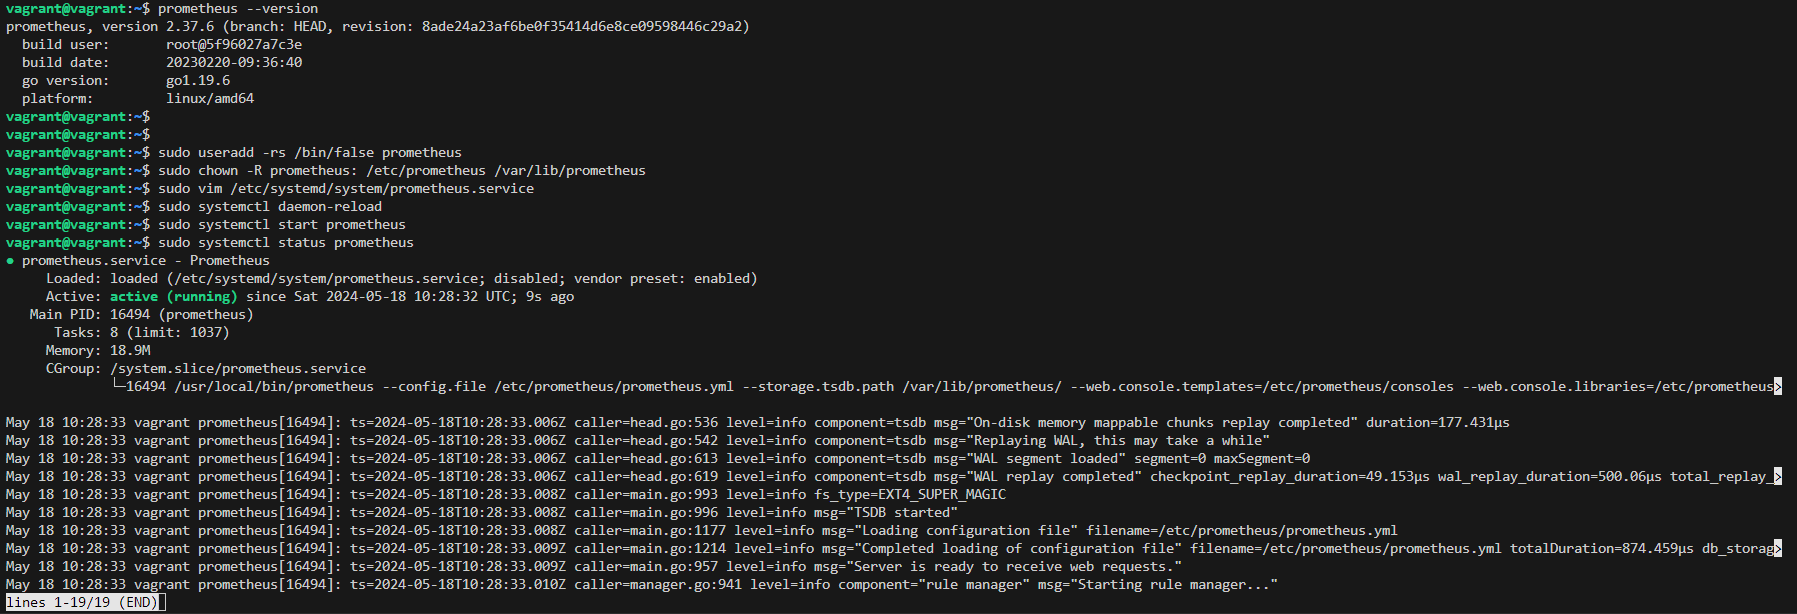 vagrant@vagrant:~$ prometheus --version
prometheus, version 2.37.6 (branch: HEAD, revision: 8ade24a23af6be0f35414d6e8ce09598446c29a2)
  build user:       root@5f96027a7c3e
  build date:       20230220-09:36:40
  go version:       go1.19.6
  platform:         linux/amd64
vagrant@vagrant:~$
vagrant@vagrant:~$
vagrant@vagrant:~$ sudo useradd -rs /bin/false prometheus
vagrant@vagrant:~$ sudo chown -R prometheus: /etc/prometheus /var/lib/prometheus
vagrant@vagrant:~$ sudo vim /etc/systemd/system/prometheus.service
vagrant@vagrant:~$ sudo systemctl daemon-reload
vagrant@vagrant:~$ sudo systemctl start prometheus
vagrant@vagrant:~$ sudo systemctl status prometheus
● prometheus.service - Prometheus
     Loaded: loaded (/etc/systemd/system/prometheus.service; disabled; vendor preset: enabled)
     Active: active (running) since Sat 2024-05-18 10:28:32 UTC; 9s ago
   Main PID: 16494 (prometheus)
      Tasks: 8 (limit: 1037)
     Memory: 18.9M
     CGroup: /system.slice/prometheus.service
             └─16494 /usr/local/bin/prometheus --config.file /etc/prometheus/prometheus.yml --storage.tsdb.path /var/lib/prometheus/ --web.console.templates=/etc/prometheus/consoles --web.console.libraries=/etc/prometheus>
May 18 10:28:33 vagrant prometheus[16494]: ts=2024-05-18T10:28:33.006Z caller=head.go:536 level=info component=tsdb msg="On-disk memory mappable chunks replay completed" duration=177.431µs
May 18 10:28:33 vagrant prometheus[16494]: ts=2024-05-18T10:28:33.006Z caller=head.go:542 level=info component=tsdb msg="Replaying WAL, this may take a while"
May 18 10:28:33 vagrant prometheus[16494]: ts=2024-05-18T10:28:33.006Z caller=head.go:613 level=info component=tsdb msg="WAL segment loaded" segment=0 maxSegment=0
May 18 10:28:33 vagrant prometheus[16494]: ts=2024-05-18T10:28:33.006Z caller=head.go:619 level=info component=tsdb msg="WAL replay completed" checkpoint_replay_duration=49.153µs wal_replay_duration=500.06µs total_replay_>
May 18 10:28:33 vagrant prometheus[16494]: ts=2024-05-18T10:28:33.008Z caller=main.go:993 level=info fs_type=EXT4_SUPER_MAGIC
May 18 10:28:33 vagrant prometheus[16494]: ts=2024-05-18T10:28:33.008Z caller=main.go:996 level=info msg="TSDB started"
May 18 10:28:33 vagrant prometheus[16494]: ts=2024-05-18T10:28:33.008Z caller=main.go:1177 level=info msg="Loading configuration file" filename=/etc/prometheus/prometheus.yml
May 18 10:28:33 vagrant prometheus[16494]: ts=2024-05-18T10:28:33.009Z caller=main.go:1214 level=info msg="Completed loading of configuration file" filename=/etc/prometheus/prometheus.yml totalDuration=874.459µs db_storag>
May 18 10:28:33 vagrant prometheus[16494]: ts=2024-05-18T10:28:33.009Z caller=main.go:957 level=info msg="Server is ready to receive web requests."
May 18 10:28:33 vagrant prometheus[16494]: ts=2024-05-18T10:28:33.010Z caller=manager.go:941 level=info component="rule manager" msg="Starting rule manager..."
lines 1-19/19 (END)